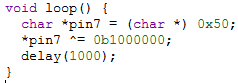 void loop() {
char *pin7 = (char *) 0x50;
*pin7 ^= 0b1000000;
delay(1000);
}